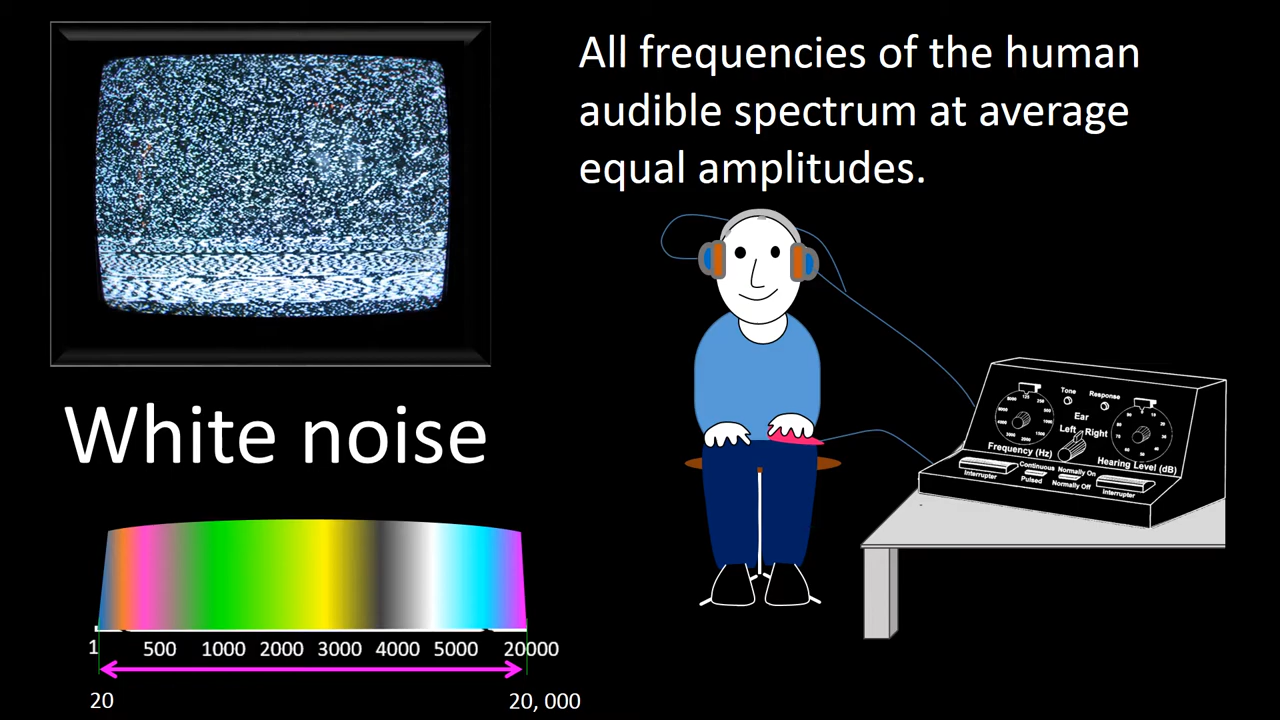 All frequencies of the human
audible spectrum at average
equal amplitudes.
White noise
1 500 1000 2000 3000 4000 5000 20000
20 20, 000
Tone Response
Ear
Left Right
Frequency (Hz) Hearing Level (dB)
Interrupter Continuous Normally On Interrupter
Pulsed Normally Off